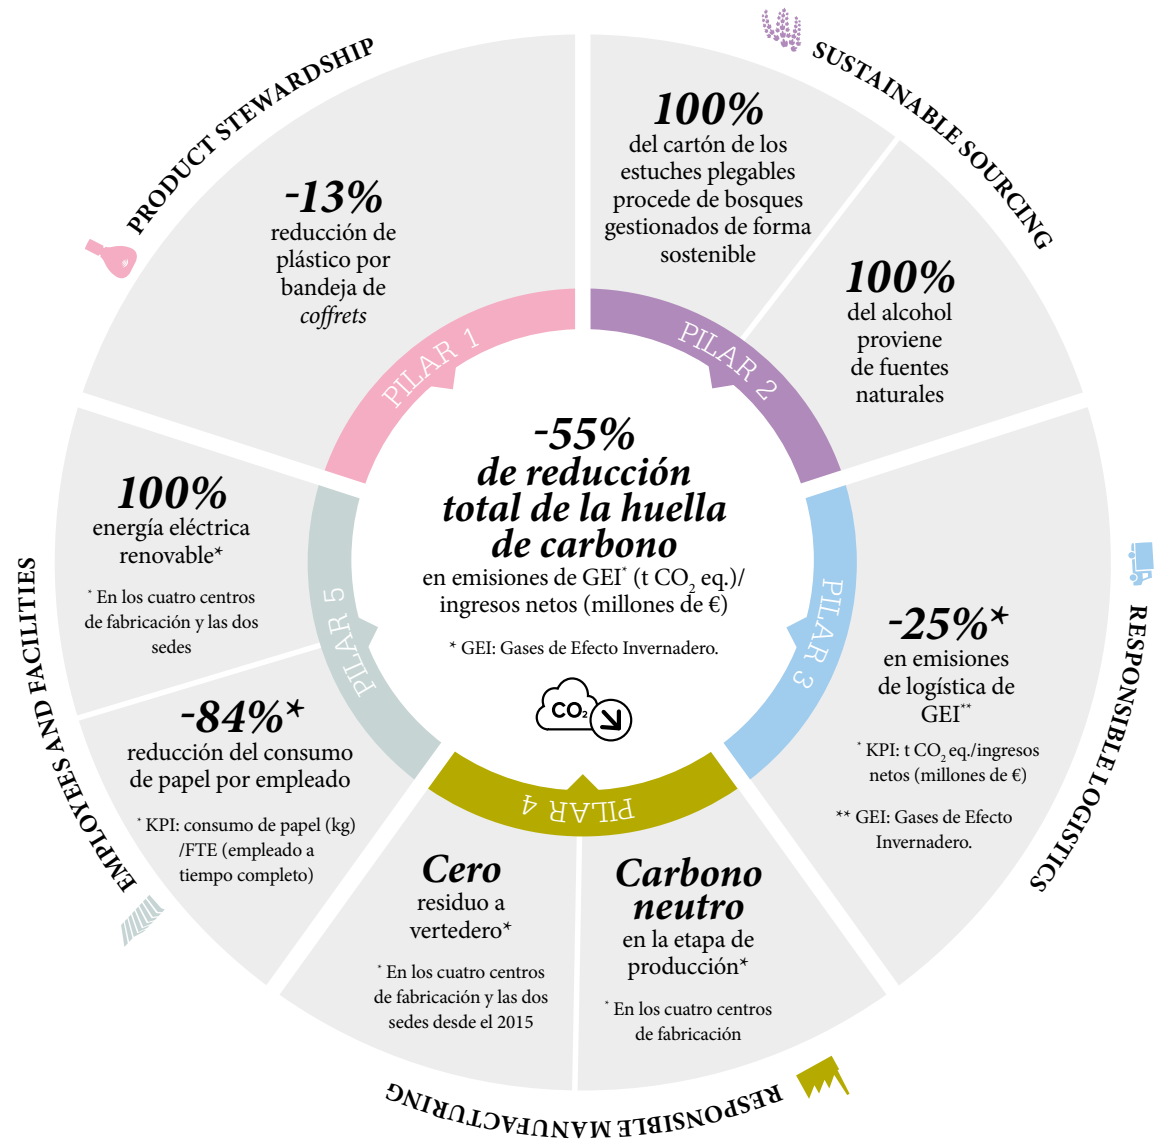 PRODUCT STEWARDSHIP
-13%
reducción de
plástico por
bandeja de
coffrets
PILAR 1
SUSTAINABLE SOURCING
100%
del cartón de los
estuches plegables
procede de bosques
gestionados de forma
sostenible
100%
del alcohol
proviene
de fuentes
naturales
PILAR 2
-55%
de reducción
total de la huella
de carbono
en emisiones de GEI* (t CO₂ eq.)/
ingresos netos (millones de €)
* GEI: Gases de Efecto Invernadero.
CO₂
RESPONSIBLE LOGISTICS
-25%*
en emisiones
de logística de
GEI**
* KPI: t CO₂ eq./ingresos
netos (millones de €)
** GEI: Gases de Efecto
Invernadero.
PILAR 3
PILAR 4
Carbono
neutro
en la etapa de
producción*
* En los cuatro centros
de fabricación
Cero
residuo a
vertedero*
* En los cuatro centros
de fabricación y las dos
sedes desde el 2015
RESPONSIBLE MANUFACTURING
PILAR 5
100%
energía eléctrica
renovable*
* En los cuatro centros
de fabricación y las dos
sedes
-84%*
reducción del consumo
de papel por empleado
* KPI: consumo de papel (kg)
/FTE (empleado a
tiempo completo)
EMPLOYEES AND FACILITIES